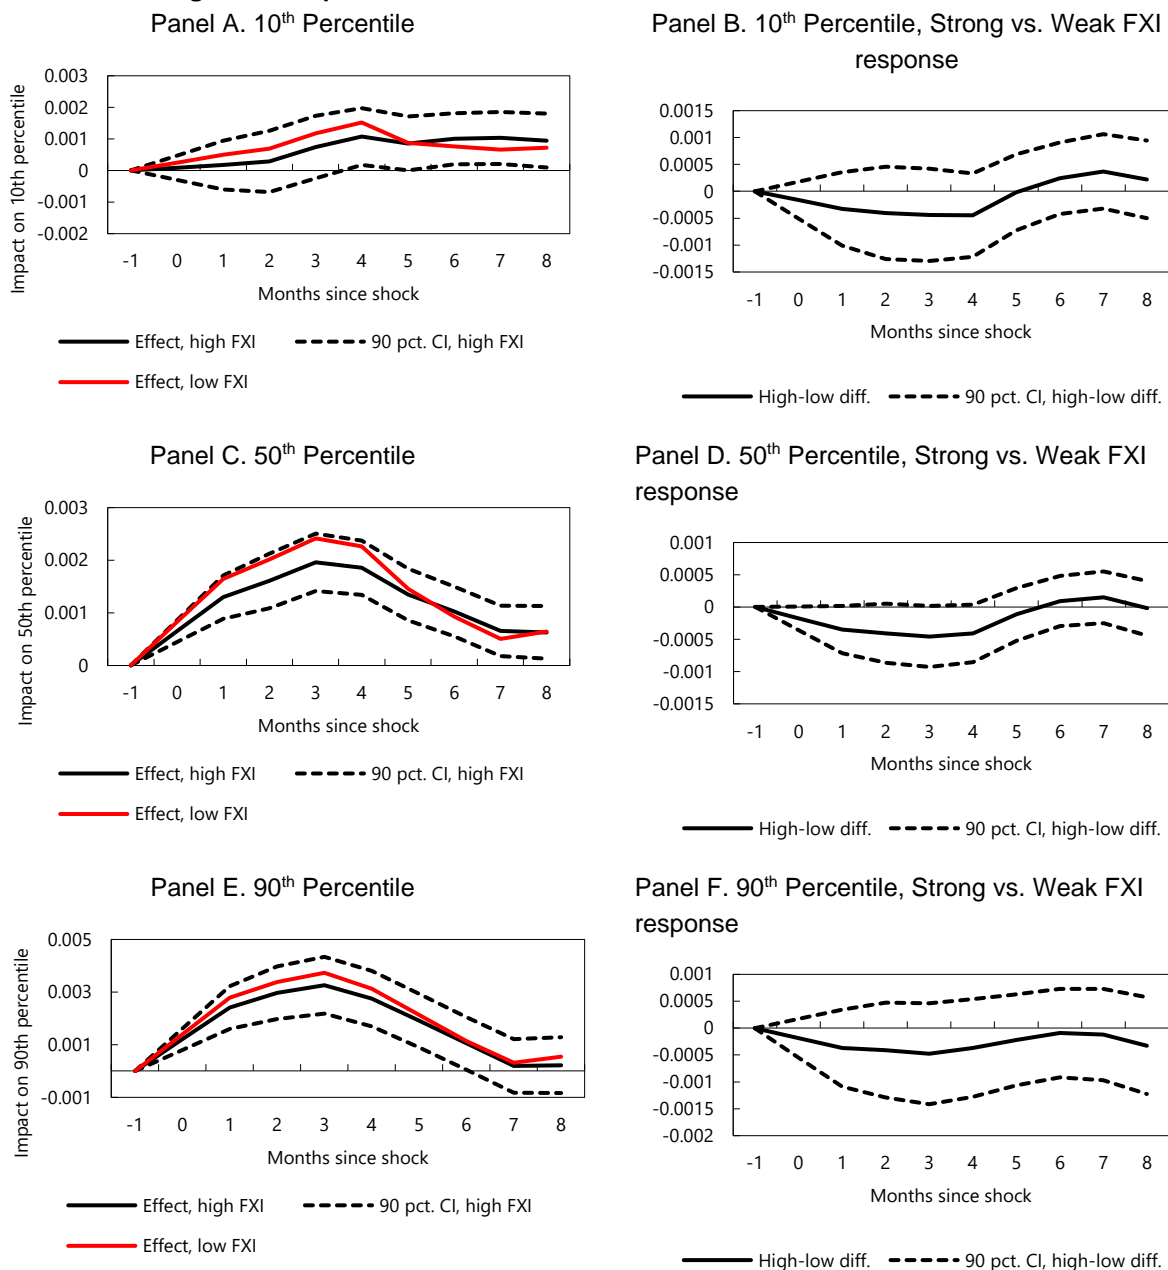 Panel A. 10th Percentile
0.003
0.002
0.001
0
-0.001
-0.002
Impact on 10th percentile
-1 0 1 2 3 4 5 6 7 8
Months since shock
Effect, high FXI 90 pct. CI, high FXI
Effect, low FXI
Panel B. 10th Percentile, Strong vs. Weak FXI
response
0.0015
0.001
0.0005
0
-0.0005
-0.001
-0.0015
-1 0 1 2 3 4 5 6 7 8
Months since shock
High-low diff. 90 pct. CI, high-low diff.
Panel C. 50th Percentile
0.003
0.002
0.001
0
Impact on 50th percentile
-1 0 1 2 3 4 5 6 7 8
Months since shock
Effect, high FXI 90 pct. CI, high FXI
Effect, low FXI
Panel D. 50th Percentile, Strong vs. Weak FXI
response
0.001
0.0005
0
-0.0005
-0.001
-0.0015
-1 0 1 2 3 4 5 6 7 8
Months since shock
High-low diff. 90 pct. CI, high-low diff.
Panel E. 90th Percentile
0.005
0.003
0.001
-0.001
Impact on 90th percentile
-1 0 1 2 3 4 5 6 7 8
Months since shock
Effect, high FXI 90 pct. CI, high FXI
Effect, low FXI
Panel F. 90th Percentile, Strong vs. Weak FXI
response
0.001
0.0005
0
-0.0005
-0.001
-0.0015
-0.002
-1 0 1 2 3 4 5 6 7 8
Months since shock
High-low diff. 90 pct. CI, high-low diff.